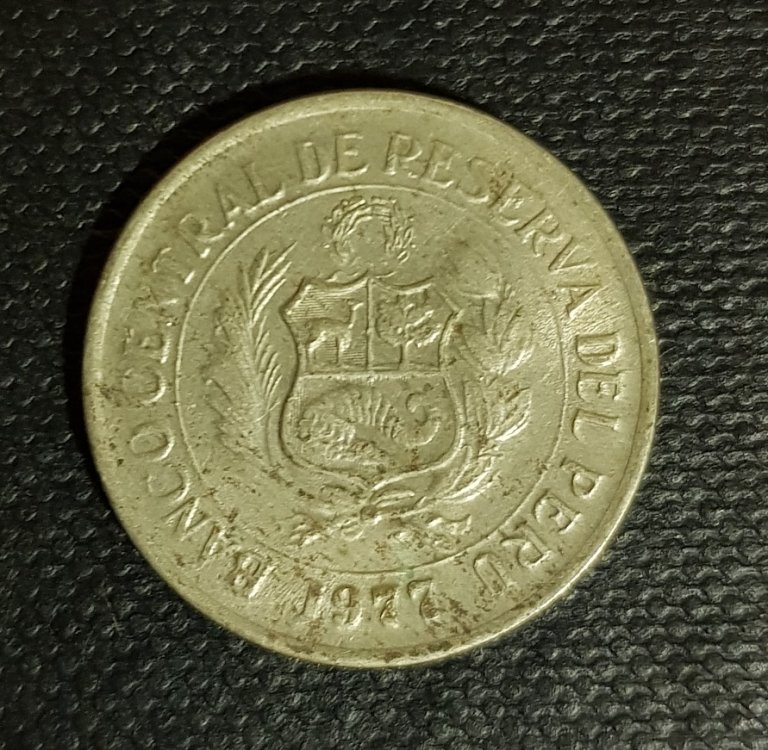 BANCO CENTRAL DE RESERVA DEL PERU
1977